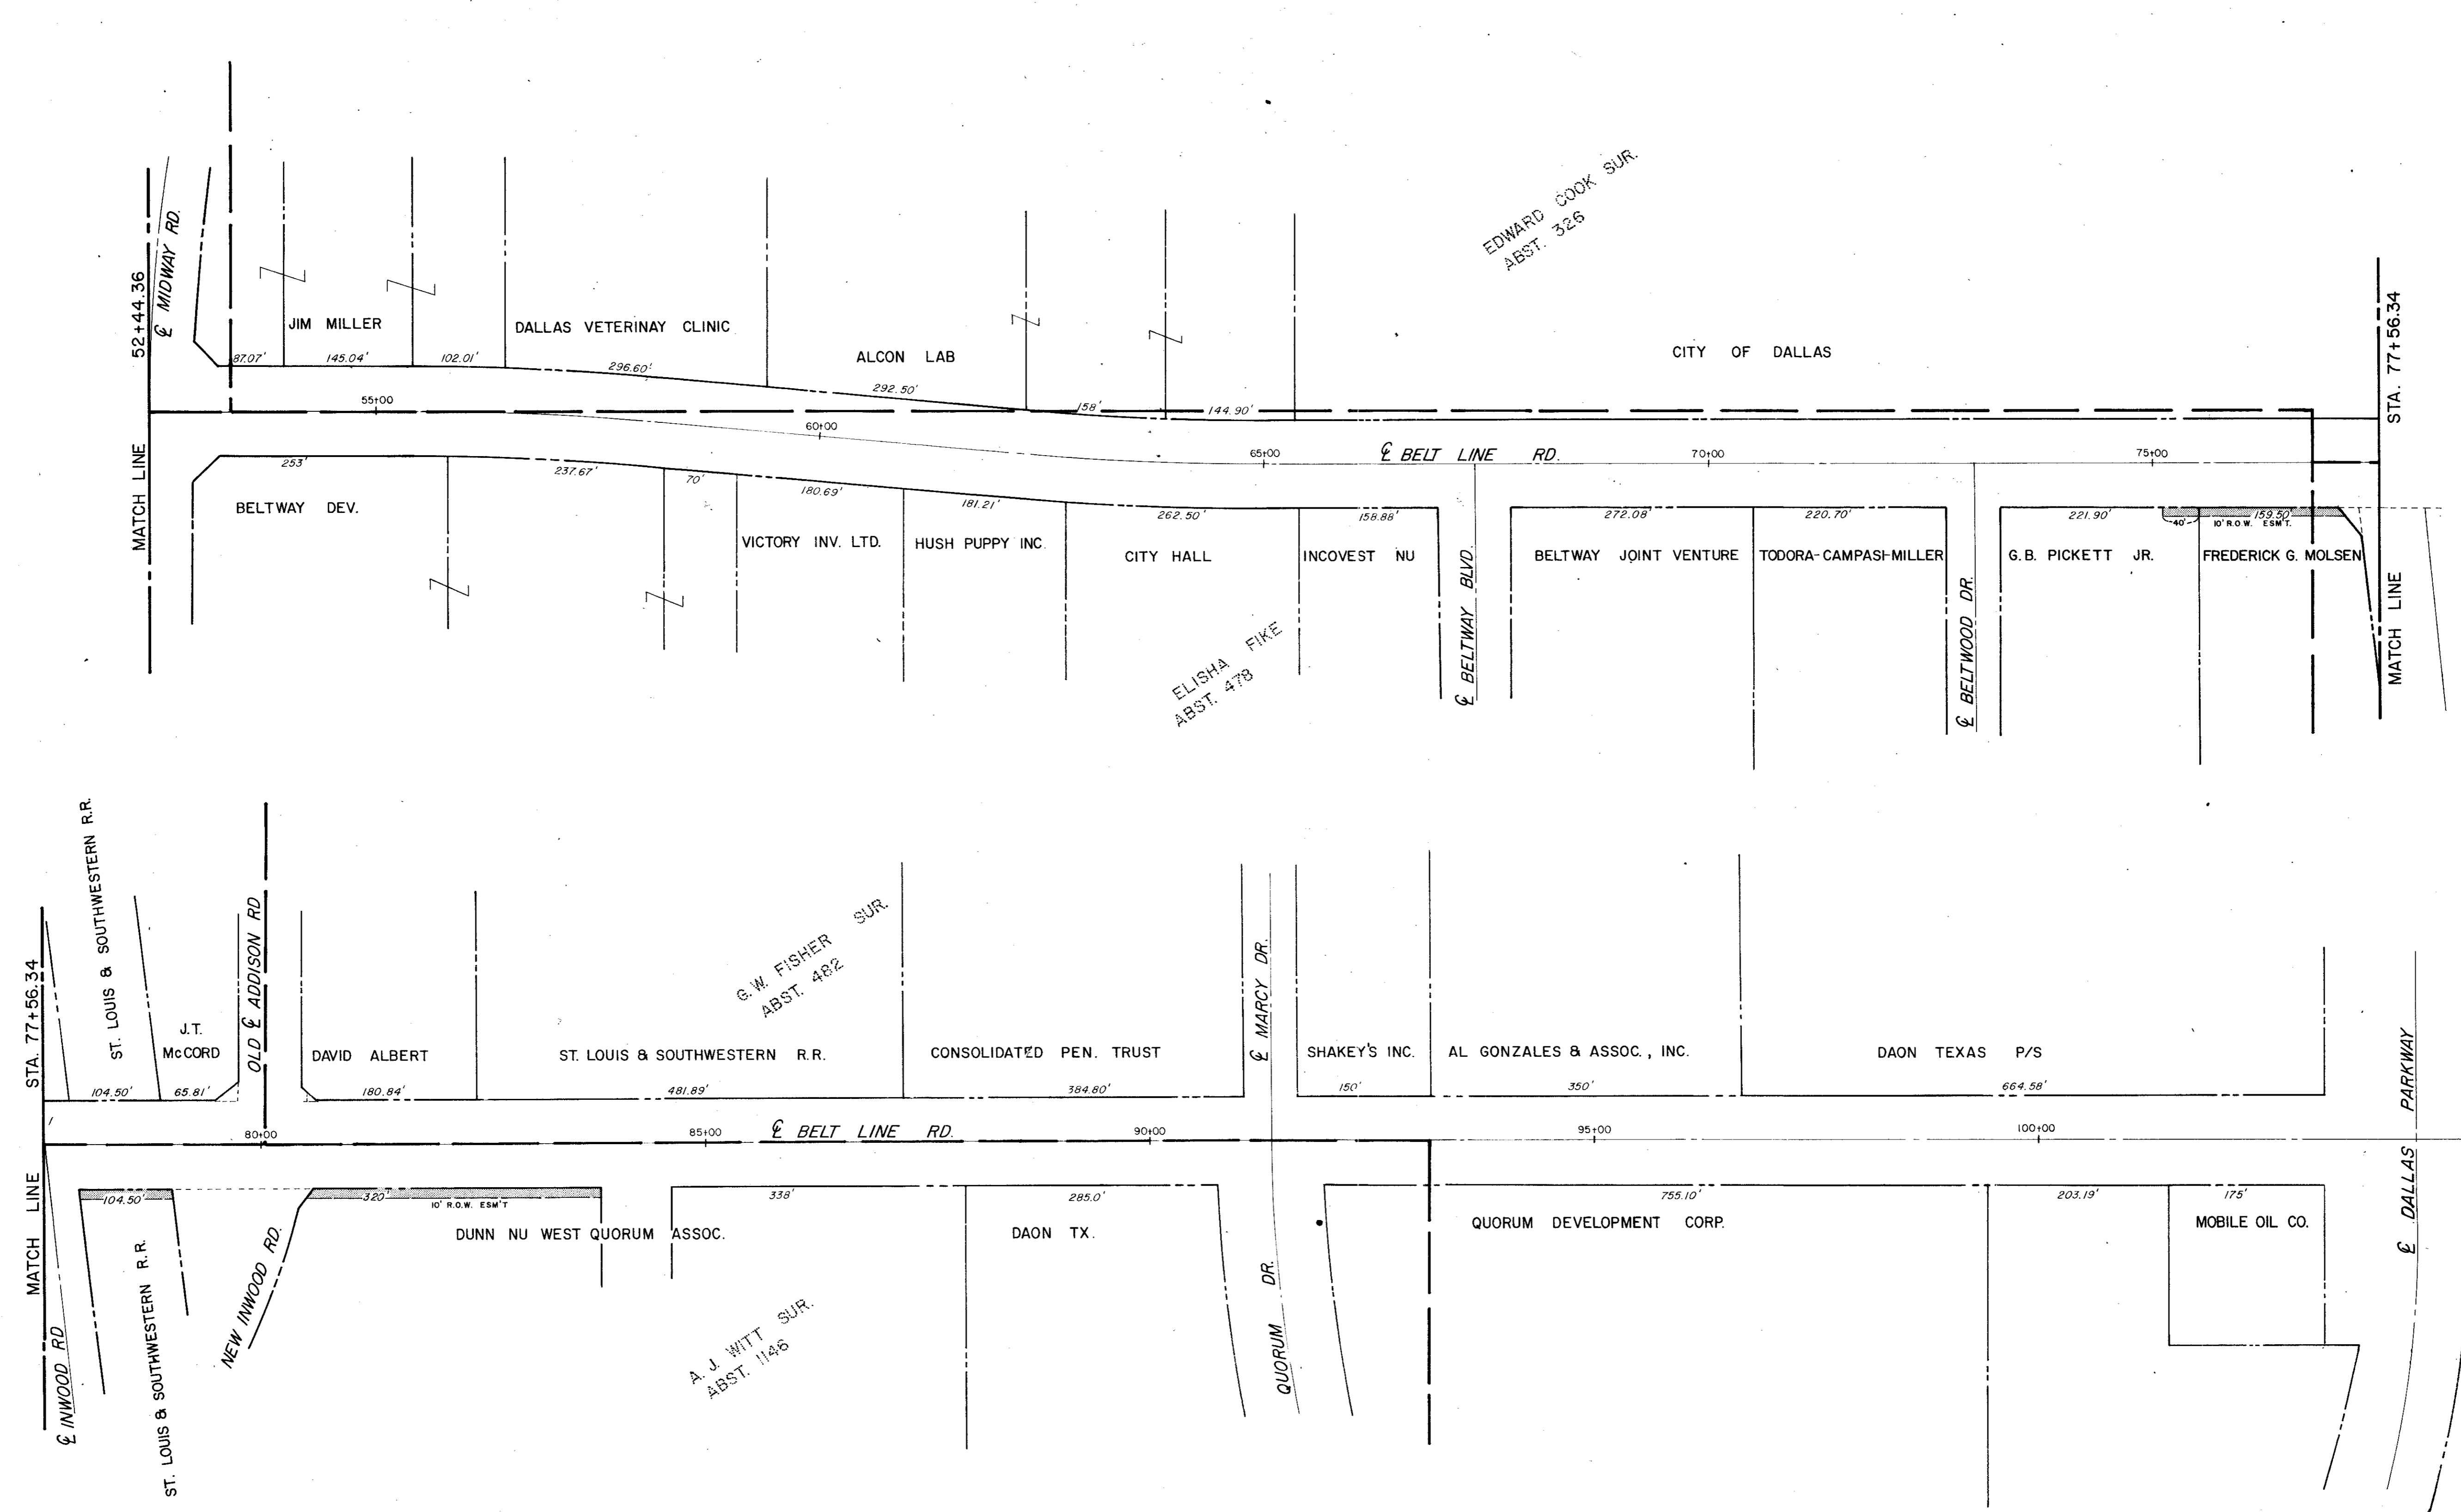 EDWARD COOK SUR.
ABST. 326
52+44.36
℄ MIDWAY RD.
JIM MILLER
DALLAS VETERINAY CLINIC
ALCON LAB
CITY OF DALLAS
STA. 77+56.34
87.07'
145.04'
102.01'
296.60'
292.50'
158'
144.90'
55+00
60+00
65+00
℄ BELT LINE RD.
70+00
75+00
MATCH LINE
253'
237.67'
70'
180.69'
181.21'
262.50'
158.88'
272.08'
220.70'
221.90'
40'
159.50'
10' R.O.W. ESM'T.
BELTWAY DEV.
VICTORY INV. LTD.
HUSH PUPPY INC.
CITY HALL
INCOVEST NU
℄ BELTWAY BLVD.
BELTWAY JOINT VENTURE
TODORA-CAMPASI-MILLER
℄ BELTWOOD DR.
G.B. PICKETT JR.
FREDERICK G. MOLSEN
MATCH LINE
ELISHA FIKE
ABST. 478
STA. 77+56.34
ST. LOUIS & SOUTHWESTERN R.R.
J.T.
McCORD
OLD ℄ ADDISON RD
DAVID ALBERT
G.W. FISHER SUR.
ABST. 482
ST. LOUIS & SOUTHWESTERN R.R.
CONSOLIDATED PEN. TRUST
℄ MARCY DR.
SHAKEY'S INC.
AL GONZALES & ASSOC., INC.
DAON TEXAS P/S
℄ DALLAS PARKWAY
104.50'
65.81'
180.84'
481.89'
384.80'
150'
350'
664.58'
80+00
85+00
℄ BELT LINE RD.
90+00
95+00
100+00
MATCH LINE
104.50'
320'
10' R.O.W. ESM'T
338'
285.0'
755.10'
203.19'
175'
℄ INWOOD RD
ST. LOUIS & SOUTHWESTERN R.R.
NEW INWOOD RD.
DUNN NU WEST QUORUM ASSOC.
DAON TX.
QUORUM DR.
QUORUM DEVELOPMENT CORP.
MOBILE OIL CO.
A. J. WITT SUR.
ABST. 1146